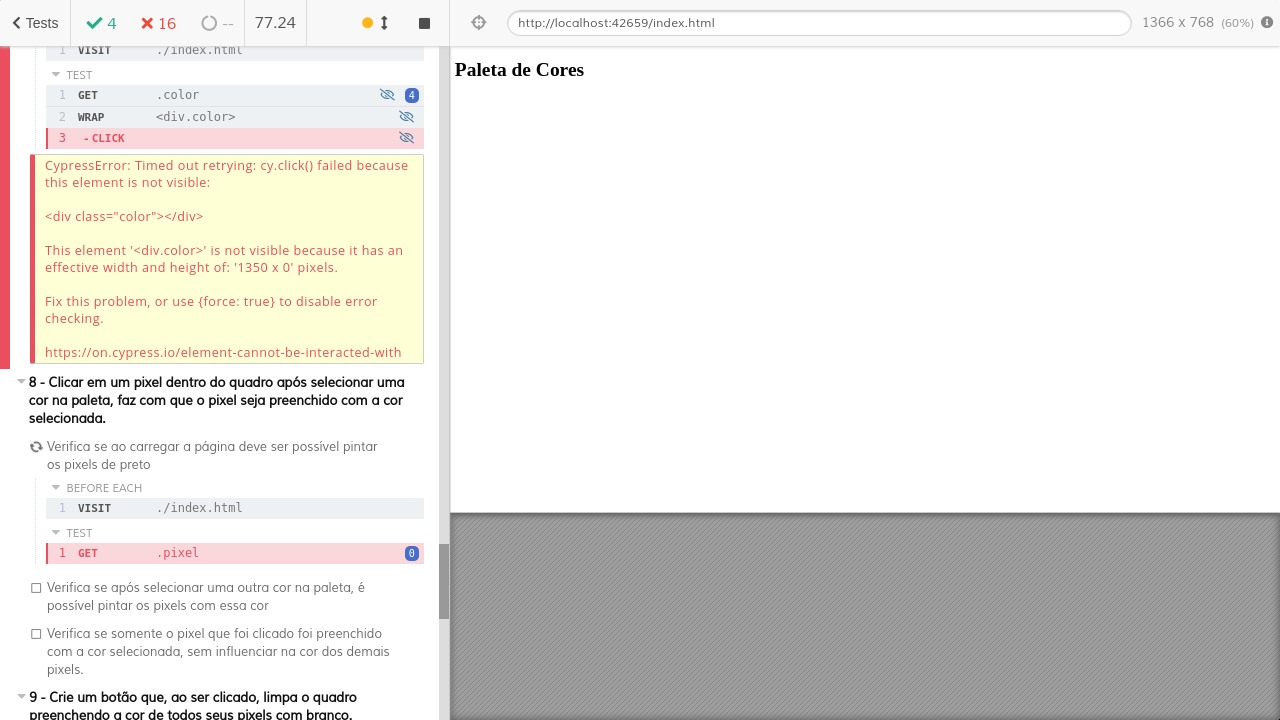 Tests
4
16
--
77.24
http://localhost:42659/index.html
1366 x 768 (60%)
1 VISIT ./index.html
TEST
1 GET .color 4
2 WRAP <div.color>
3 - CLICK
CypressError: Timed out retrying: cy.click() failed because
this element is not visible:
<div class="color"></div>
This element '<div.color>' is not visible because it has an
effective width and height of: '1350 x 0' pixels.
Fix this problem, or use {force: true} to disable error
checking.
https://on.cypress.io/element-cannot-be-interacted-with
8 - Clicar em um pixel dentro do quadro após selecionar uma
cor na paleta, faz com que o pixel seja preenchido com a cor
selecionada.
Verifica se ao carregar a página deve ser possível pintar
os pixels de preto
BEFORE EACH
1 VISIT ./index.html
TEST
1 GET .pixel 0
Verifica se após selecionar uma outra cor na paleta, é
possível pintar os pixels com essa cor
Verifica se somente o pixel que foi clicado foi preenchido
com a cor selecionada, sem influenciar na cor dos demais
pixels.
9 - Crie um botão que, ao ser clicado, limpa o quadro
preenchendo a cor de todos seus pixels com branco.
Paleta de Cores